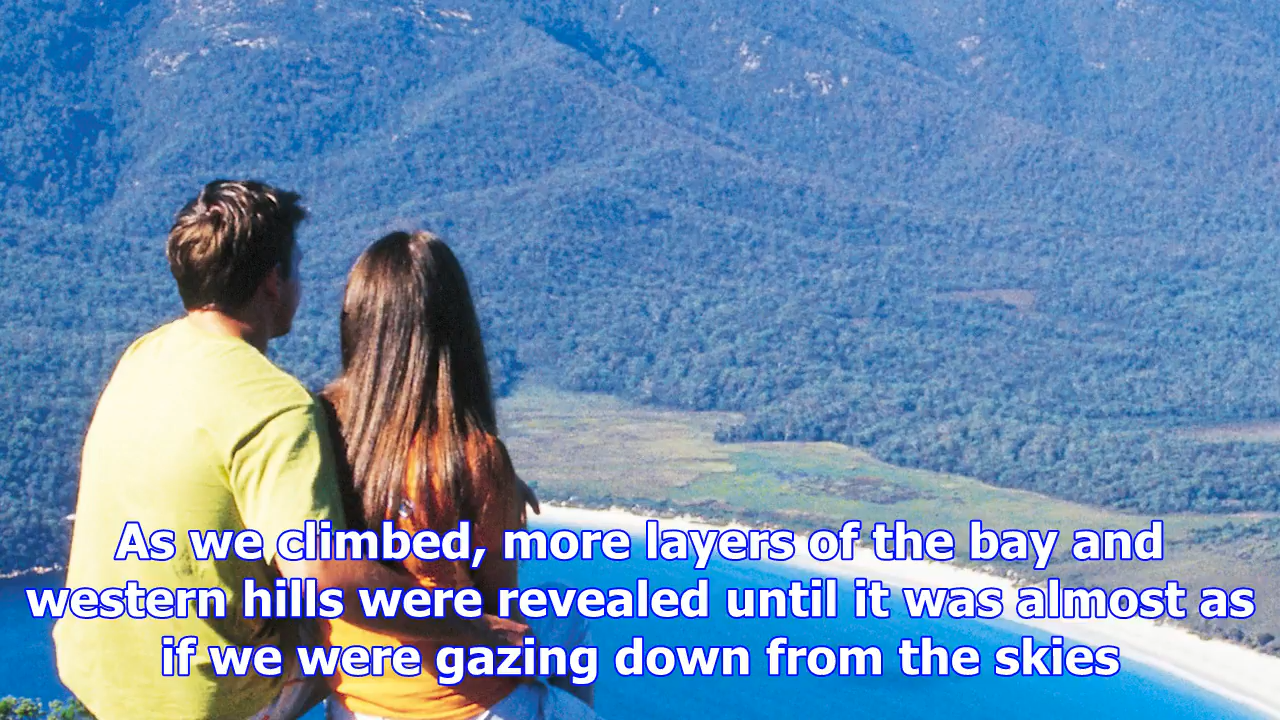 As we climbed, more layers of the bay and
western hills were revealed until it was almost as
if we were gazing down from the skies